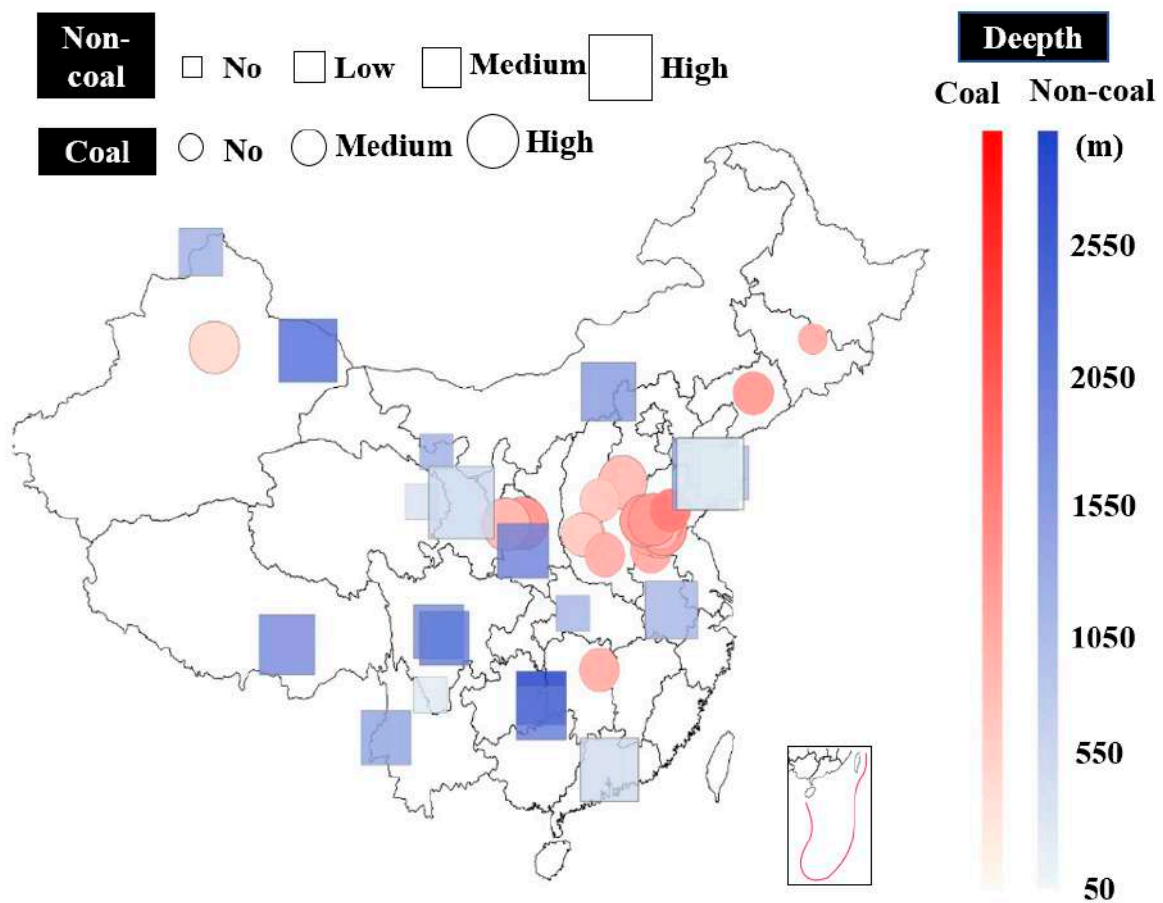 Non-
coal
No
Low
Medium
High
Coal
No
Medium
High
Deepth
Coal
Non-coal
(m)
2550
2050
1550
1050
550
50